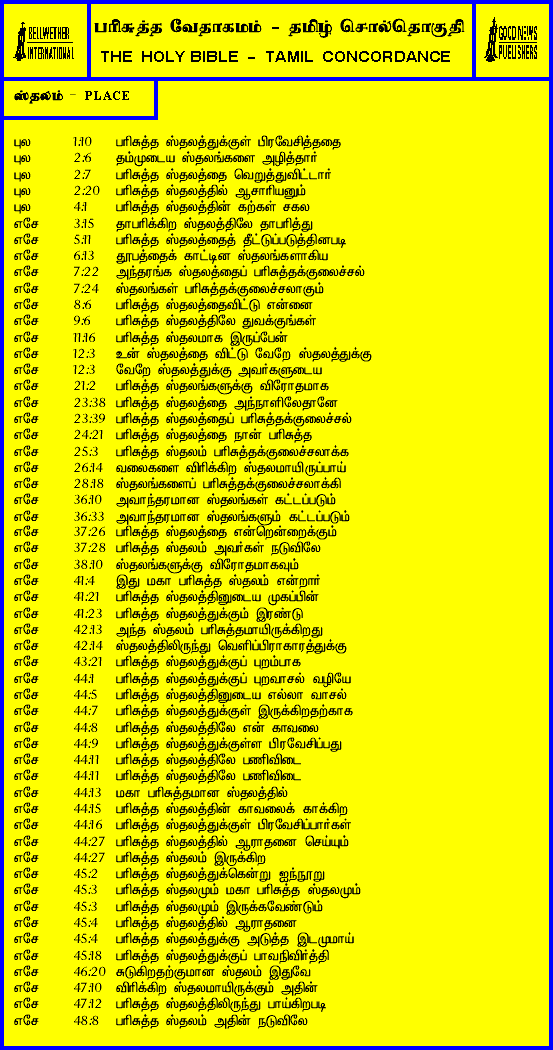 BELLWETHER INTERNATIONAL
பரிசுத்த வேதாகமம் - தமிழ் சொல்தொகுதி
THE HOLY BIBLE - TAMIL CONCORDANCE
GOOD NEWS PUBLISHERS
ஸ்தலம் - PLACE
புல 1:10 பரிசுத்த ஸ்தலத்துக்குள் பிரவேசித்ததை
புல 2:6 தம்முடைய ஸ்தலங்களை அழித்தார்
புல 2:7 பரிசுத்த ஸ்தலத்தை வெறுத்துவிட்டார்
புல 2:20 பரிசுத்த ஸ்தலத்தில் ஆசாரியனும்
புல 4:1 பரிசுத்த ஸ்தலத்தின் கற்கள் சகல
எசே 3:15 தாபரிக்கிற ஸ்தலத்திலே தாபரித்து
எசே 5:11 பரிசுத்த ஸ்தலத்தைத் தீட்டுப்படுத்தினபடி
எசே 6:13 தூபத்தைக் காட்டின ஸ்தலங்களாகிய
எசே 7:22 அந்தரங்க ஸ்தலத்தைப் பரிசுத்தக்குலைச்சல்
எசே 7:24 ஸ்தலங்கள் பரிசுத்தக்குலைச்சலாகும்
எசே 8:6 பரிசுத்த ஸ்தலத்தைவிட்டு என்னை
எசே 9:6 பரிசுத்த ஸ்தலத்திலே துவக்குங்கள்
எசே 11:16 பரிசுத்த ஸ்தலமாக இருப்பேன்
எசே 12:3 உன் ஸ்தலத்தை விட்டு வேறே ஸ்தலத்துக்கு
எசே 12:3 வேறே ஸ்தலத்துக்கு அவர்களுடைய
எசே 21:2 பரிசுத்த ஸ்தலங்களுக்கு விரோதமாக
எசே 23:38 பரிசுத்த ஸ்தலத்தை அந்நாளிலேதானே
எசே 23:39 பரிசுத்த ஸ்தலத்தைப் பரிசுத்தக்குலைச்சல்
எசே 24:21 பரிசுத்த ஸ்தலத்தை நான் பரிசுத்த
எசே 25:3 பரிசுத்த ஸ்தலம் பரிசுத்தக்குலைச்சலாக்க
எசே 26:14 வலைகளை விரிக்கிற ஸ்தலமாயிருப்பாய்
எசே 28:18 ஸ்தலங்களைப் பரிசுத்தக்குலைச்சலாக்கி
எசே 36:10 அவாந்தரமான ஸ்தலங்கள் கட்டப்படும்
எசே 36:33 அவாந்தரமான ஸ்தலங்களும் கட்டப்படும்
எசே 37:26 பரிசுத்த ஸ்தலத்தை என்றென்றைக்கும்
எசே 37:28 பரிசுத்த ஸ்தலம் அவர்கள் நடுவிலே
எசே 38:10 ஸ்தலங்களுக்கு விரோதமாகவும்
எசே 41:4 இது மகா பரிசுத்த ஸ்தலம் என்றார்
எசே 41:21 பரிசுத்த ஸ்தலத்தினுடைய முகப்பின்
எசே 41:23 பரிசுத்த ஸ்தலத்துக்கும் இரண்டு
எசே 42:13 அந்த ஸ்தலம் பரிசுத்தமாயிருக்கிறது
எசே 42:14 ஸ்தலத்திலிருந்து வெளிப்பிராகாரத்துக்கு
எசே 43:21 பரிசுத்த ஸ்தலத்துக்குப் புறம்பாக
எசே 44:1 பரிசுத்த ஸ்தலத்துக்குப் புறவாசல் வழியே
எசே 44:5 பரிசுத்த ஸ்தலத்தினுடைய எல்லா வாசல்
எசே 44:7 பரிசுத்த ஸ்தலத்துக்குள் இருக்கிறதற்காக
எசே 44:8 பரிசுத்த ஸ்தலத்திலே என் காவலை
எசே 44:9 பரிசுத்த ஸ்தலத்துக்குள்ள பிரவேசிப்பது
எசே 44:11 பரிசுத்த ஸ்தலத்திலே பணிவிடை
எசே 44:11 பரிசுத்த ஸ்தலத்திலே பணிவிடை
எசே 44:13 மகா பரிசுத்தமான ஸ்தலத்தில்
எசே 44:15 பரிசுத்த ஸ்தலத்தின் காவலைக் காக்கிற
எசே 44:16 பரிசுத்த ஸ்தலத்துக்குள் பிரவேசிப்பார்கள்
எசே 44:27 பரிசுத்த ஸ்தலத்தில் ஆராதனை செய்யும்
எசே 44:27 பரிசுத்த ஸ்தலம் இருக்கிற
எசே 45:2 பரிசுத்த ஸ்தலத்துக்கென்று ஐந்நூறு
எசே 45:3 பரிசுத்த ஸ்தலமும் மகா பரிசுத்த ஸ்தலமும்
எசே 45:3 பரிசுத்த ஸ்தலமும் இருக்கவேண்டும்
எசே 45:4 பரிசுத்த ஸ்தலத்தில் ஆராதனை
எசே 45:4 பரிசுத்த ஸ்தலத்துக்கு அடுத்த இடமுமாய்
எசே 45:18 பரிசுத்த ஸ்தலத்துக்குப் பாவநிவிர்த்தி
எசே 46:20 சுடுகிறதற்குமான ஸ்தலம் இதுவே
எசே 47:10 விரிக்கிற ஸ்தலமாயிருக்கும் அதின்
எசே 47:12 பரிசுத்த ஸ்தலத்திலிருந்து பாய்கிறபடி
எசே 48:8 பரிசுத்த ஸ்தலம் அதின் நடுவிலே